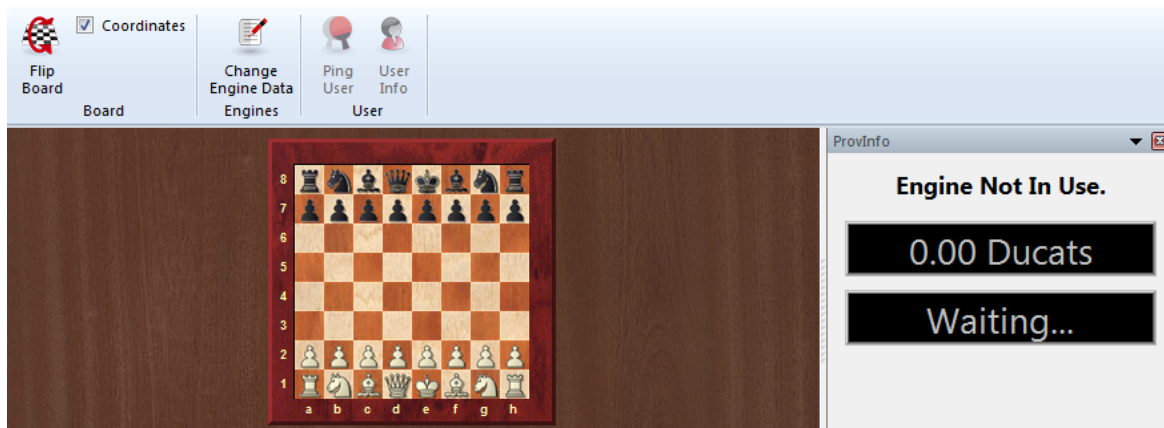 Coordinates
Flip
Board
Change
Engine Data
Ping
User
User
Info
Board
Engines
User
ProvInfo
Engine Not In Use.
0.00 Ducats
Waiting...
8
7
6
5
4
3
2
1
a b c d e f g h